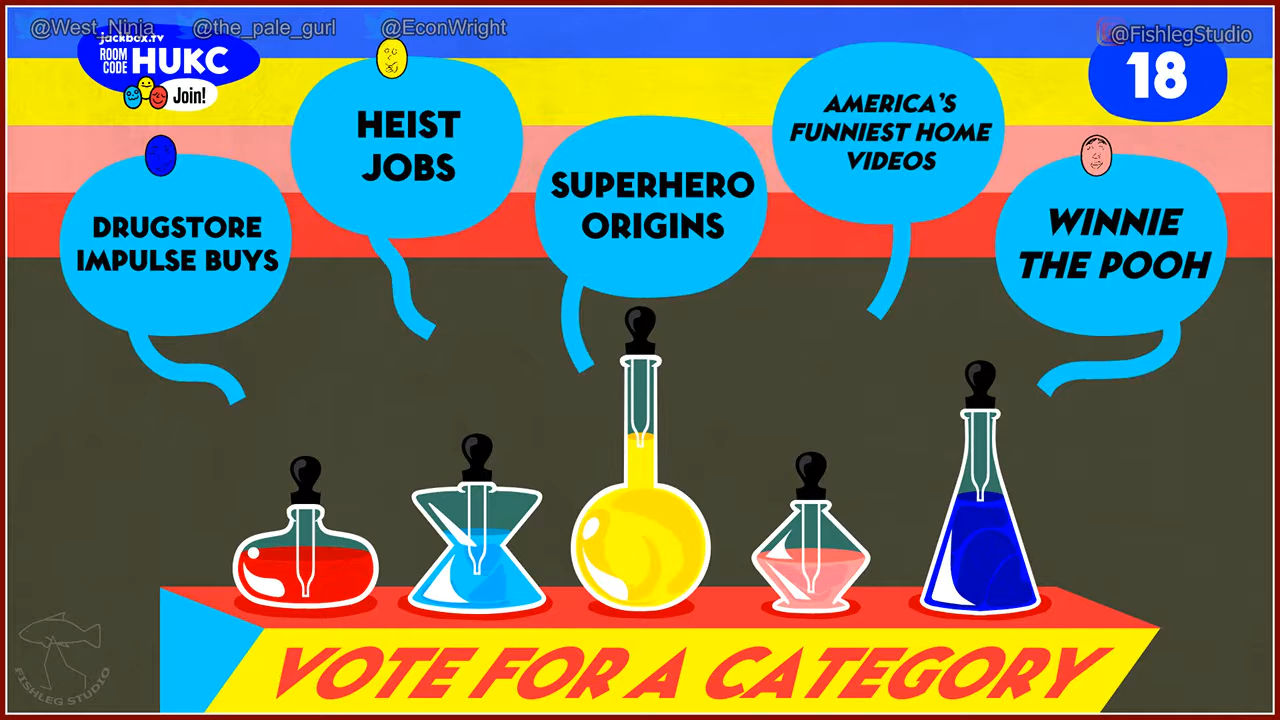 @West_Ninja @the_pale_gurl @EconWright
@FishlegStudio
jackbox.tv
ROOM
CODE
HUKC
Join!
18
DRUGSTORE
IMPULSE BUYS
HEIST
JOBS
SUPERHERO
ORIGINS
AMERICA'S
FUNNIEST HOME
VIDEOS
WINNIE
THE POOH
VOTE FOR A CATEGORY
FISHLEG STUDIO